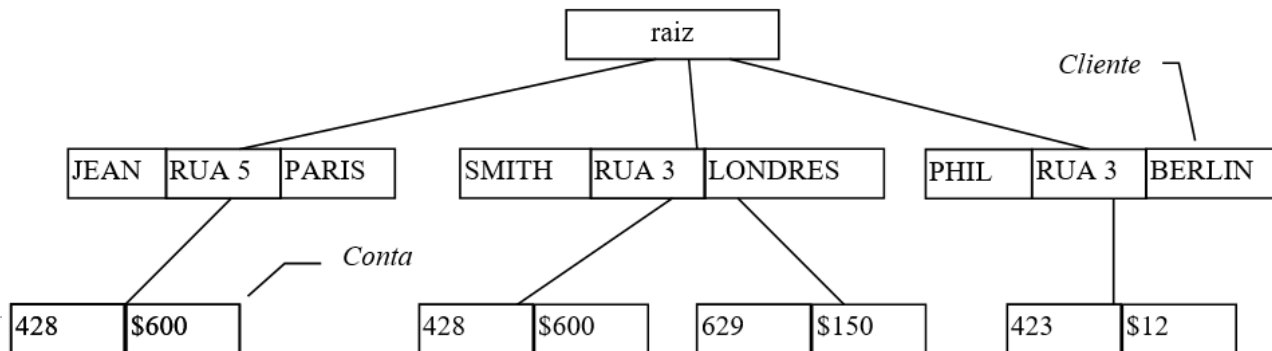 raiz
Cliente
JEAN RUA 5 PARIS SMITH RUA 3 LONDRES PHIL RUA 3 BERLIN
Conta
428 $600 428 $600 629 $150 423 $12